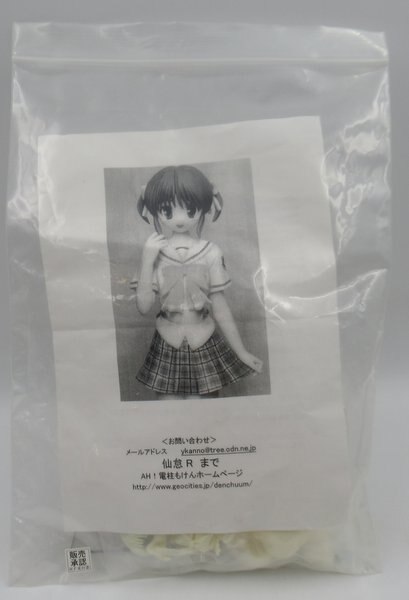 ＜お問い合わせ＞
メールアドレス　ykanno@tree.odn.ne.jp
仙怠Ｒ まで
AH！電柱もけんホームページ
http://www.geocities.jp/denchuum/
販売
承認